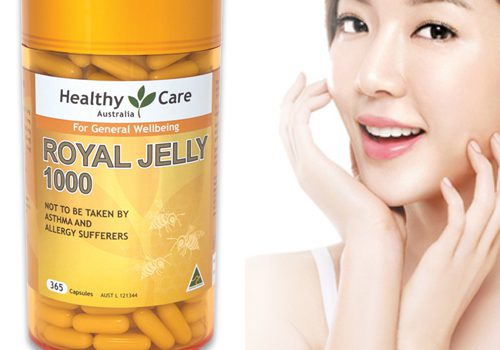 Healthy Care
Australia
For General Wellbeing
ROYAL JELLY
1000
NOT TO BE TAKEN BY
ASTHMA AND
ALLERGY SUFFERERS
365 Capsules AUST L 121344